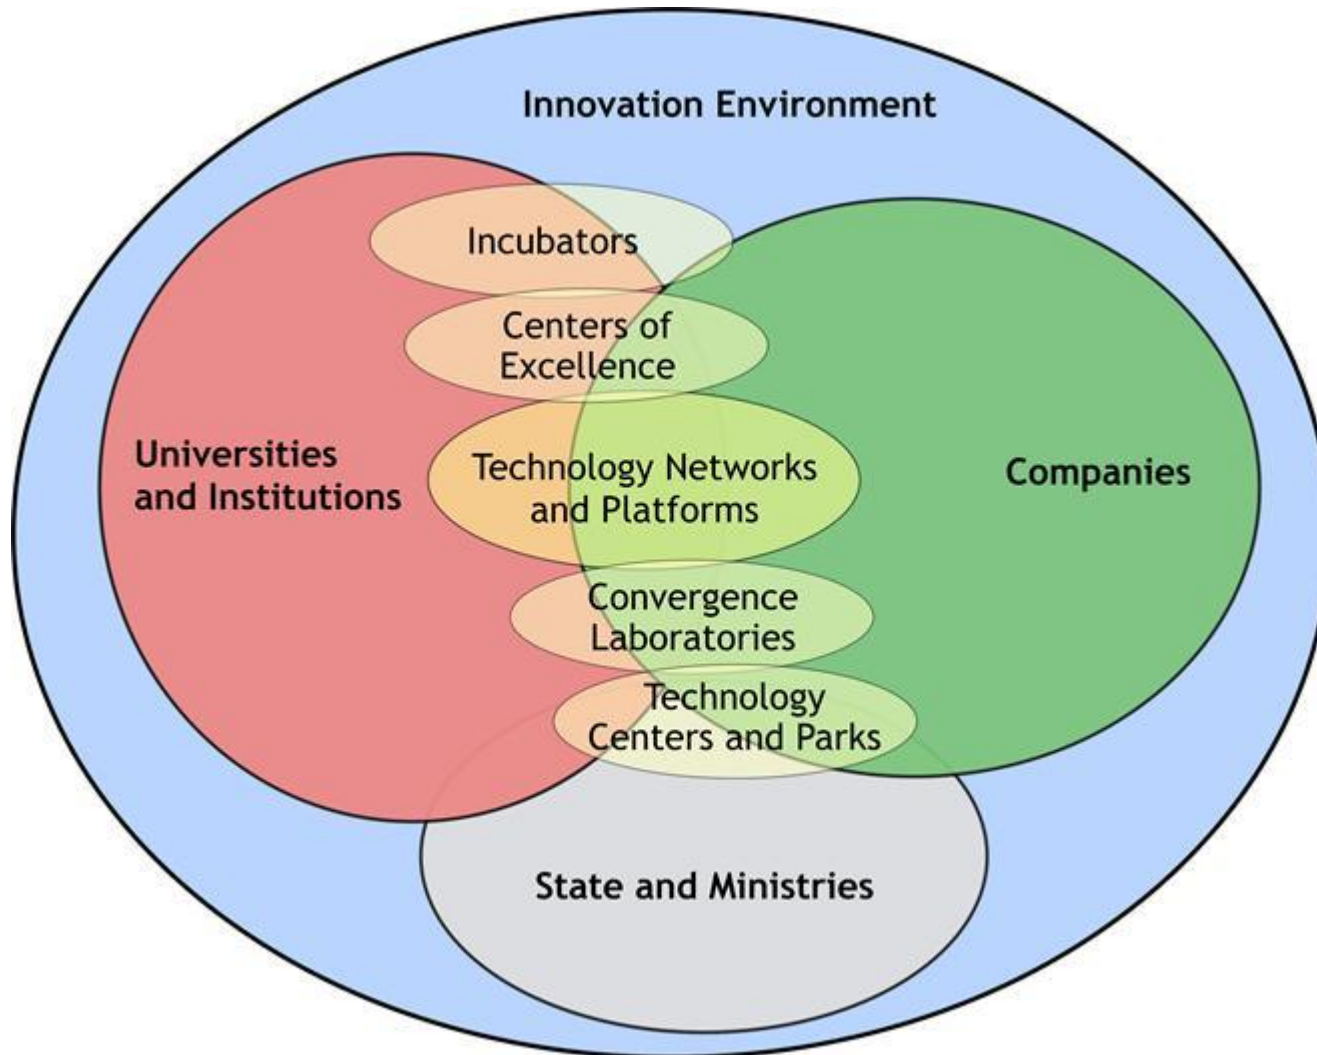 Innovation Environment
Incubators
Centers of
Excellence
Universities
and Institutions
Technology Networks
and Platforms
Companies
Convergence
Laboratories
Technology
Centers and Parks
State and Ministries